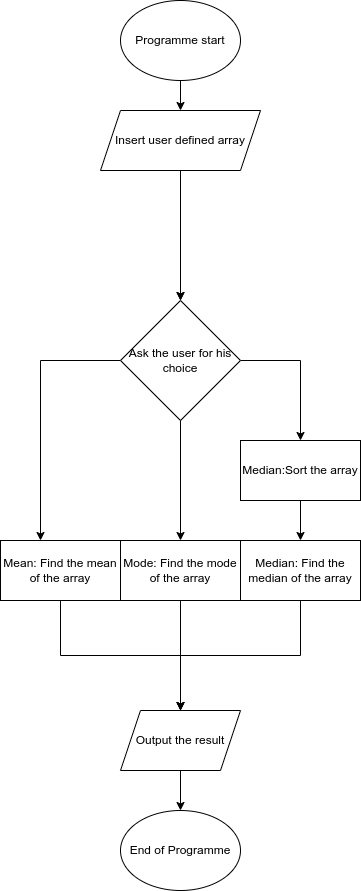 Programme start
Insert user defined array
Ask the user for his
choice
Median:Sort the array
Mean: Find the mean
of the array
Mode: Find the mode
of the array
Median: Find the
median of the array
Output the result
End of Programme